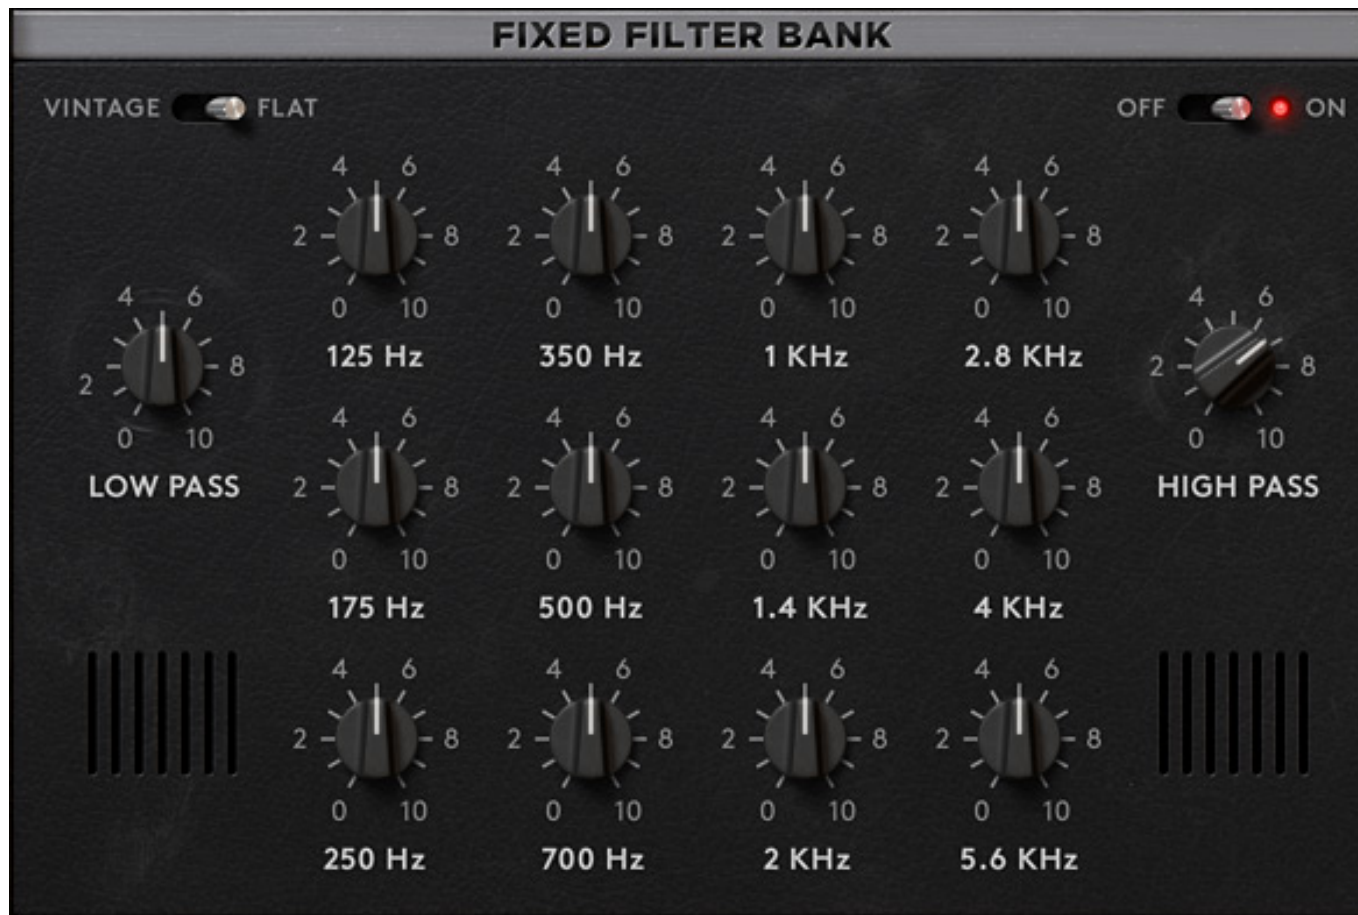 FIXED FILTER BANK
VINTAGE FLAT
OFF ON
4 6 4 6 4 6 4 6
2 8 2 8 2 8 2 8
0 10 0 10 0 10 0 10
125 Hz 350 Hz 1 KHz 2.8 KHz
4 6
2 8
0 10
LOW PASS
4 6
2 8
0 10
HIGH PASS
4 6 4 6 4 6 4 6
2 8 2 8 2 8 2 8
0 10 0 10 0 10 0 10
175 Hz 500 Hz 1.4 KHz 4 KHz
4 6 4 6 4 6 4 6
2 8 2 8 2 8 2 8
0 10 0 10 0 10 0 10
250 Hz 700 Hz 2 KHz 5.6 KHz